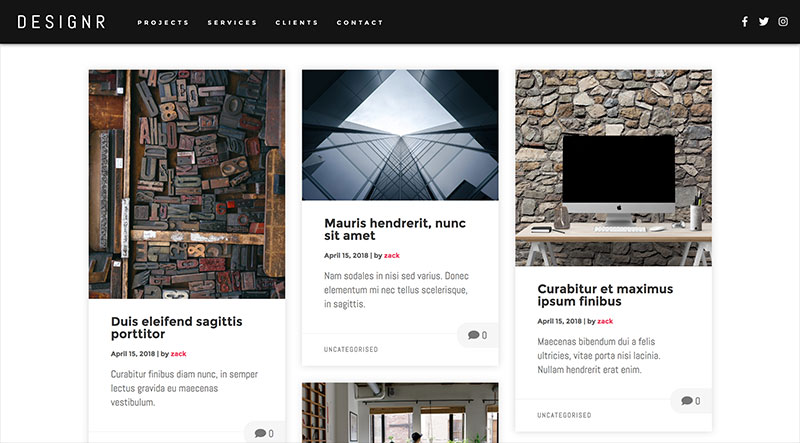 DESIGNR
PROJECTS SERVICES CLIENTS CONTACT
Duis eleifend sagittis
porttitor
April 15, 2018 | by zack
Curabitur finibus diam nunc, in semper
lectus gravida eu maecenas
vestibulum.
0
Mauris hendrerit, nunc
sit amet
April 15, 2018 | by zack
Nam sodales in nisi sed varius. Donec
elementum mi nec tellus scelerisque,
in sagittis.
0
UNCATEGORISED
Curabitur et maximus
ipsum finibus
April 15, 2018 | by zack
Maecenas bibendum dui a felis
ultricies, vitae porta nisi lacinia.
Nullam hendrerit erat enim.
0
UNCATEGORISED